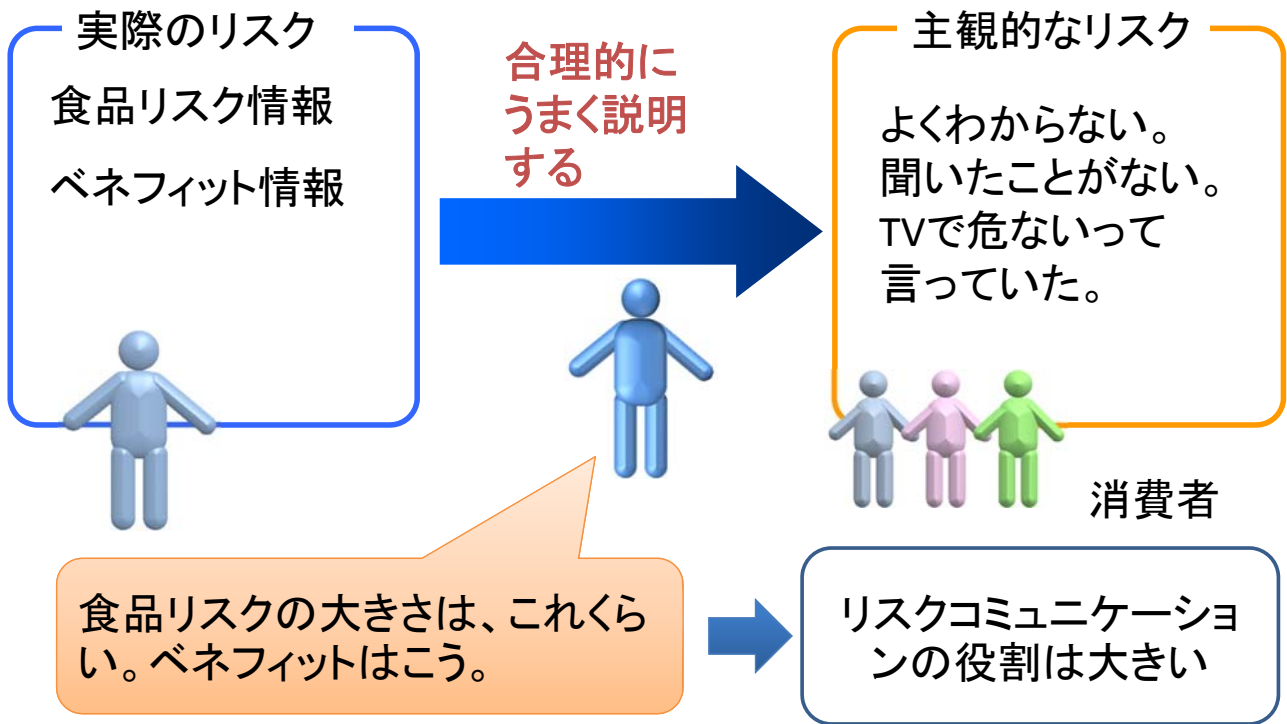 実際のリスク
食品リスク情報
ベネフィット情報
合理的に
うまく説明
する
主観的なリスク
よくわからない。
聞いたことがない。
TVで危ないって
言っていた。
消費者
食品リスクの大きさは、これくら
い。ベネフィットはこう。
リスクコミュニケーショ
ンの役割は大きい